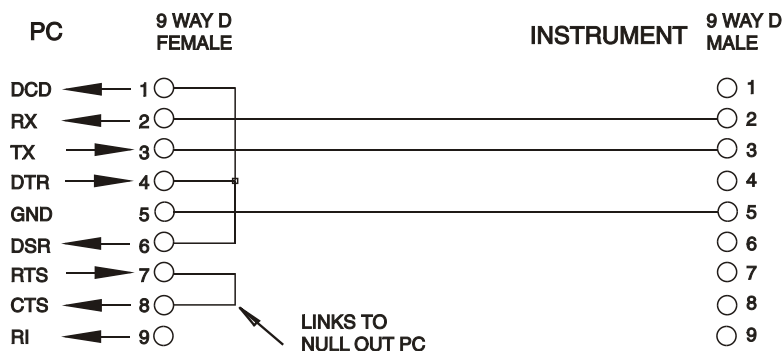 PC
9 WAY D
FEMALE
INSTRUMENT
9 WAY D
MALE
DCD 1 1
RX 2 2
TX 3 3
DTR 4 4
GND 5 5
DSR 6 6
RTS 7 7
CTS 8 8
RI 9 9
LINKS TO
NULL OUT PC